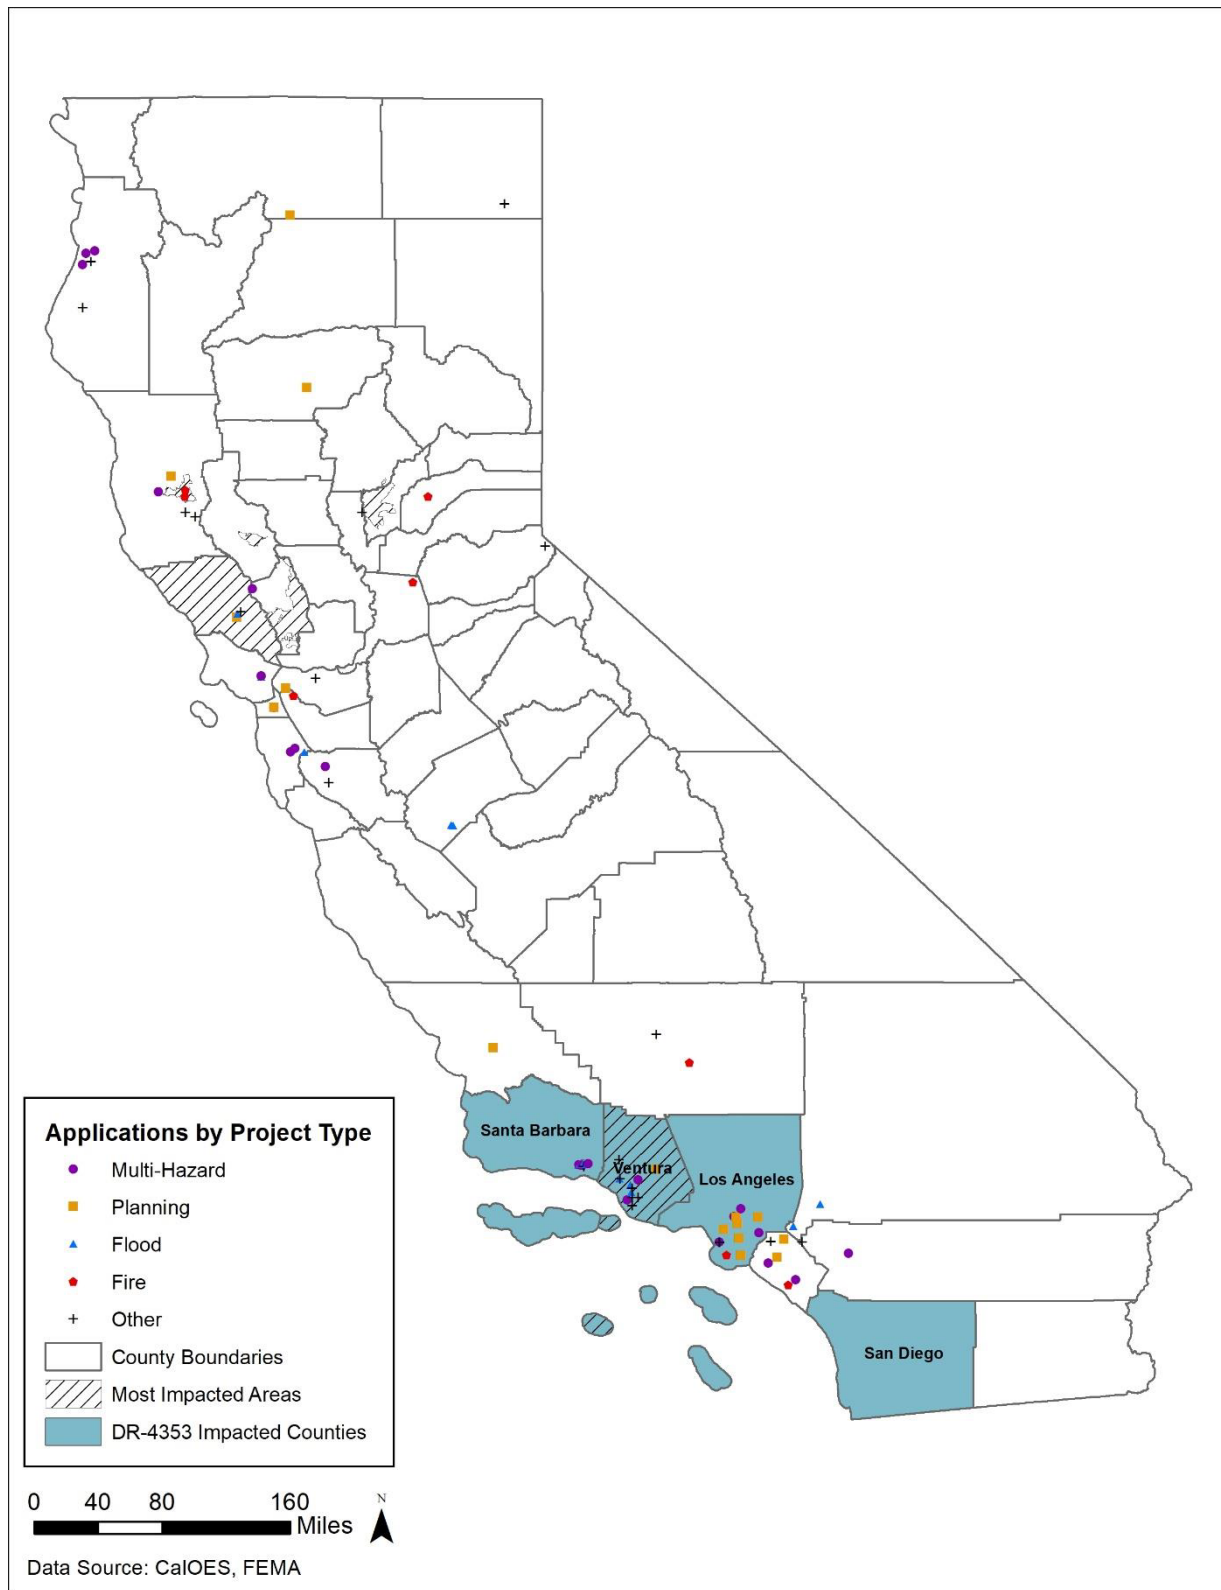 Santa Barbara
Ventura
Los Angeles
San Diego
Applications by Project Type
Multi-Hazard
Planning
Flood
Fire
Other
County Boundaries
Most Impacted Areas
DR-4353 Impacted Counties
0 40 80 160
Miles
N
Data Source: CalOES, FEMA